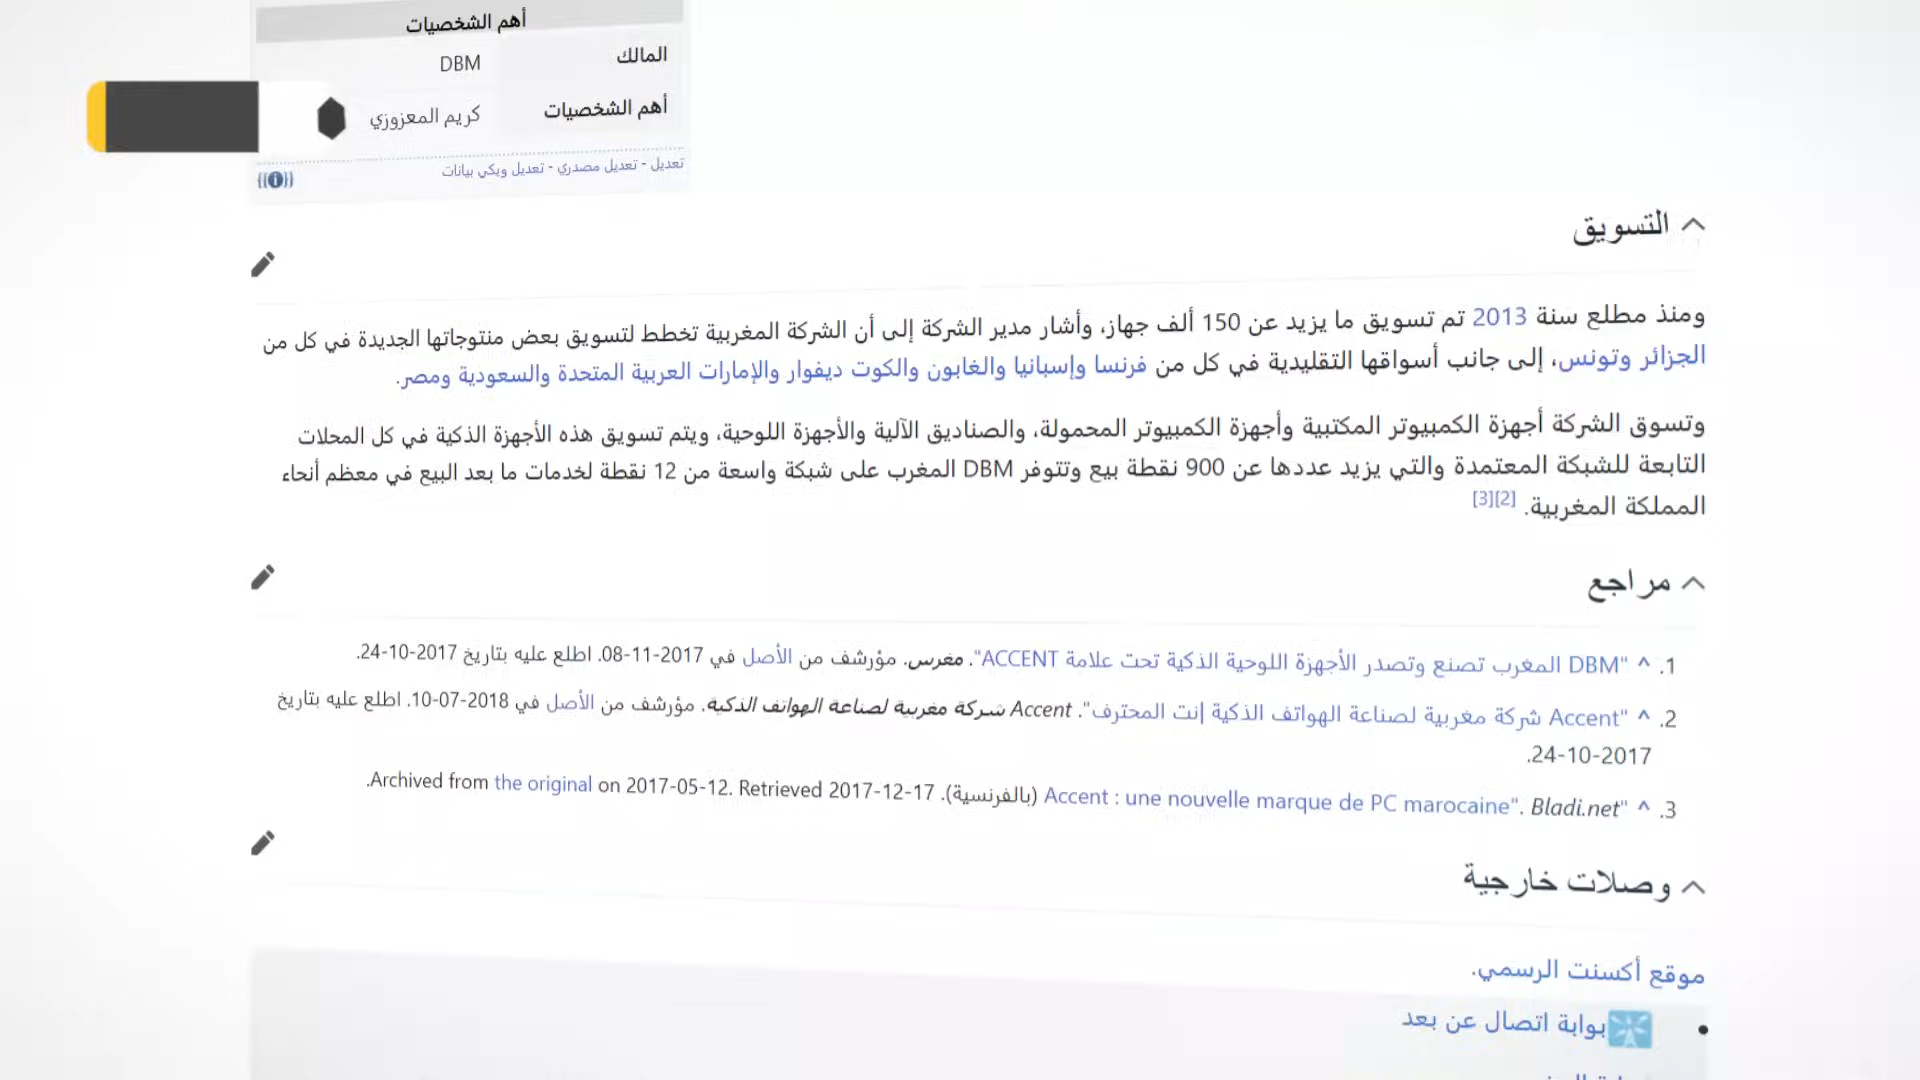 أهم الشخصيات
المالك DBM
أهم الشخصيات كريم المعزوزي
تعديل - تعديل مصدري - تعديل ويكي بيانات
التسويق
ومنذ مطلع سنة 2013 تم تسويق ما يزيد عن 150 ألف جهاز، وأشار مدير الشركة إلى أن الشركة المغربية تخطط لتسويق بعض منتوجاتها الجديدة في كل من
الجزائر وتونس، إلى جانب أسواقها التقليدية في كل من فرنسا وإسبانيا والغابون والكوت ديفوار والإمارات العربية المتحدة والسعودية ومصر.
وتسوق الشركة أجهزة الكمبيوتر المكتبية وأجهزة الكمبيوتر المحمولة، والصناديق الآلية والأجهزة اللوحية، ويتم تسويق هذه الأجهزة الذكية في كل المحلات
التابعة للشبكة المعتمدة والتي يزيد عددها عن 900 نقطة بيع وتتوفر DBM المغرب على شبكة واسعة من 12 نقطة لخدمات ما بعد البيع في معظم أنحاء
المملكة المغربية. [2][3]
مراجع
1. ^ "DBM المغرب تصنع وتصدر الأجهزة اللوحية الذكية تحت علامة ACCENT". مغرس. مؤرشف من الأصل في 2017-11-08. اطلع عليه بتاريخ 2017-10-24.
2. ^ "Accent شركة مغربية لصناعة الهواتف الذكية |نت المحترف". Accent شركة مغربية لصناعة الهواتف الذكية. مؤرشف من الأصل في 2018-07-10. اطلع عليه بتاريخ
24-10-2017.
3. ^ "Accent : une nouvelle marque de PC marocaine". Bladi.net (بالفرنسية). Archived from the original on 2017-05-12. Retrieved 2017-12-17.
وصلات خارجية
موقع أكسنت الرسمي.
بوابة اتصال عن بعد